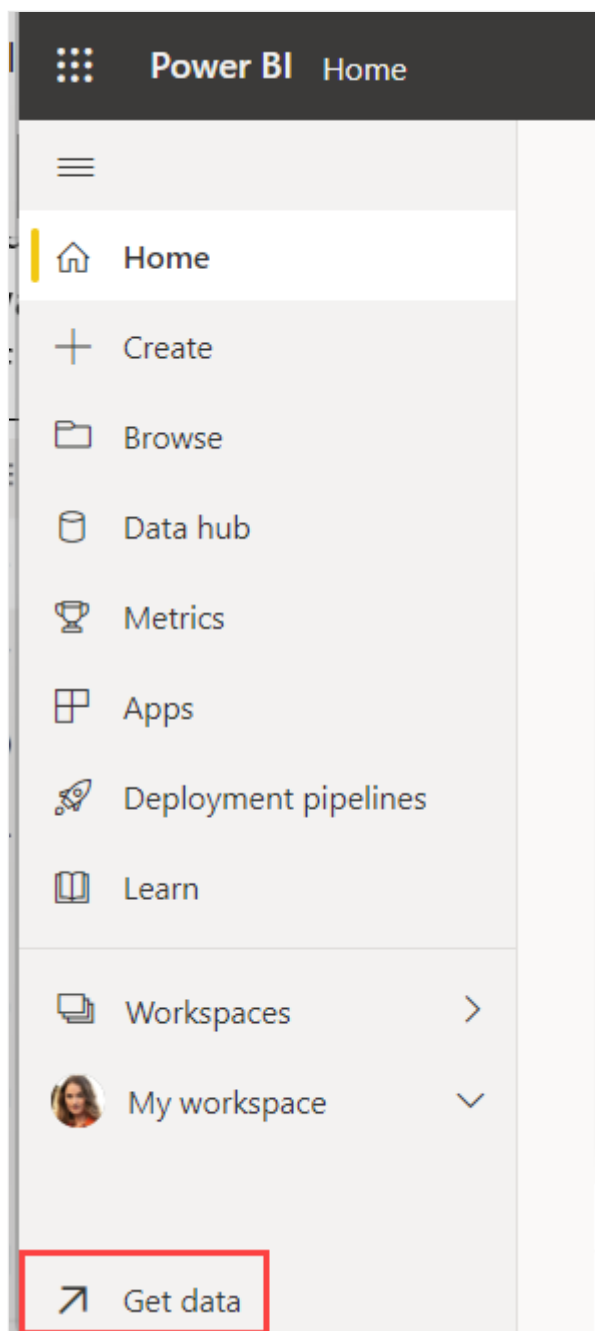 Power BI Home
Home
Create
Browse
Data hub
Metrics
Apps
Deployment pipelines
Learn
Workspaces
My workspace
Get data